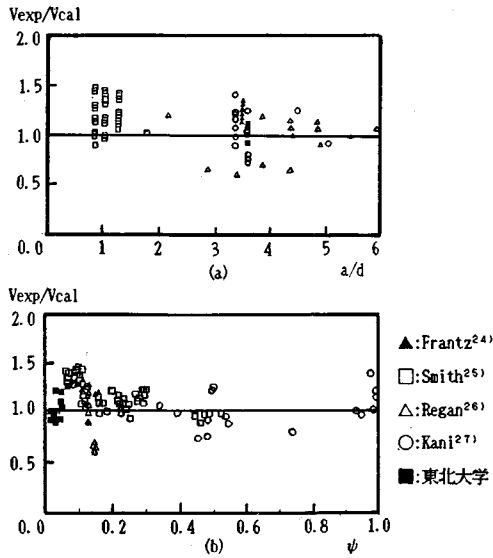 Vexp/Vcal
2.0
1.5
1.0
0.5
0.0
1 2 3 4 5 6
(a) a/d
Vexp/Vcal
2.0
1.5
1.0
0.5
0.0 0.2 0.4 0.6 0.8 1.0
(b) ψ
▲:Frantz24)
□:Smith25)
△:Regan26)
○:Kani27)
■:東北大学